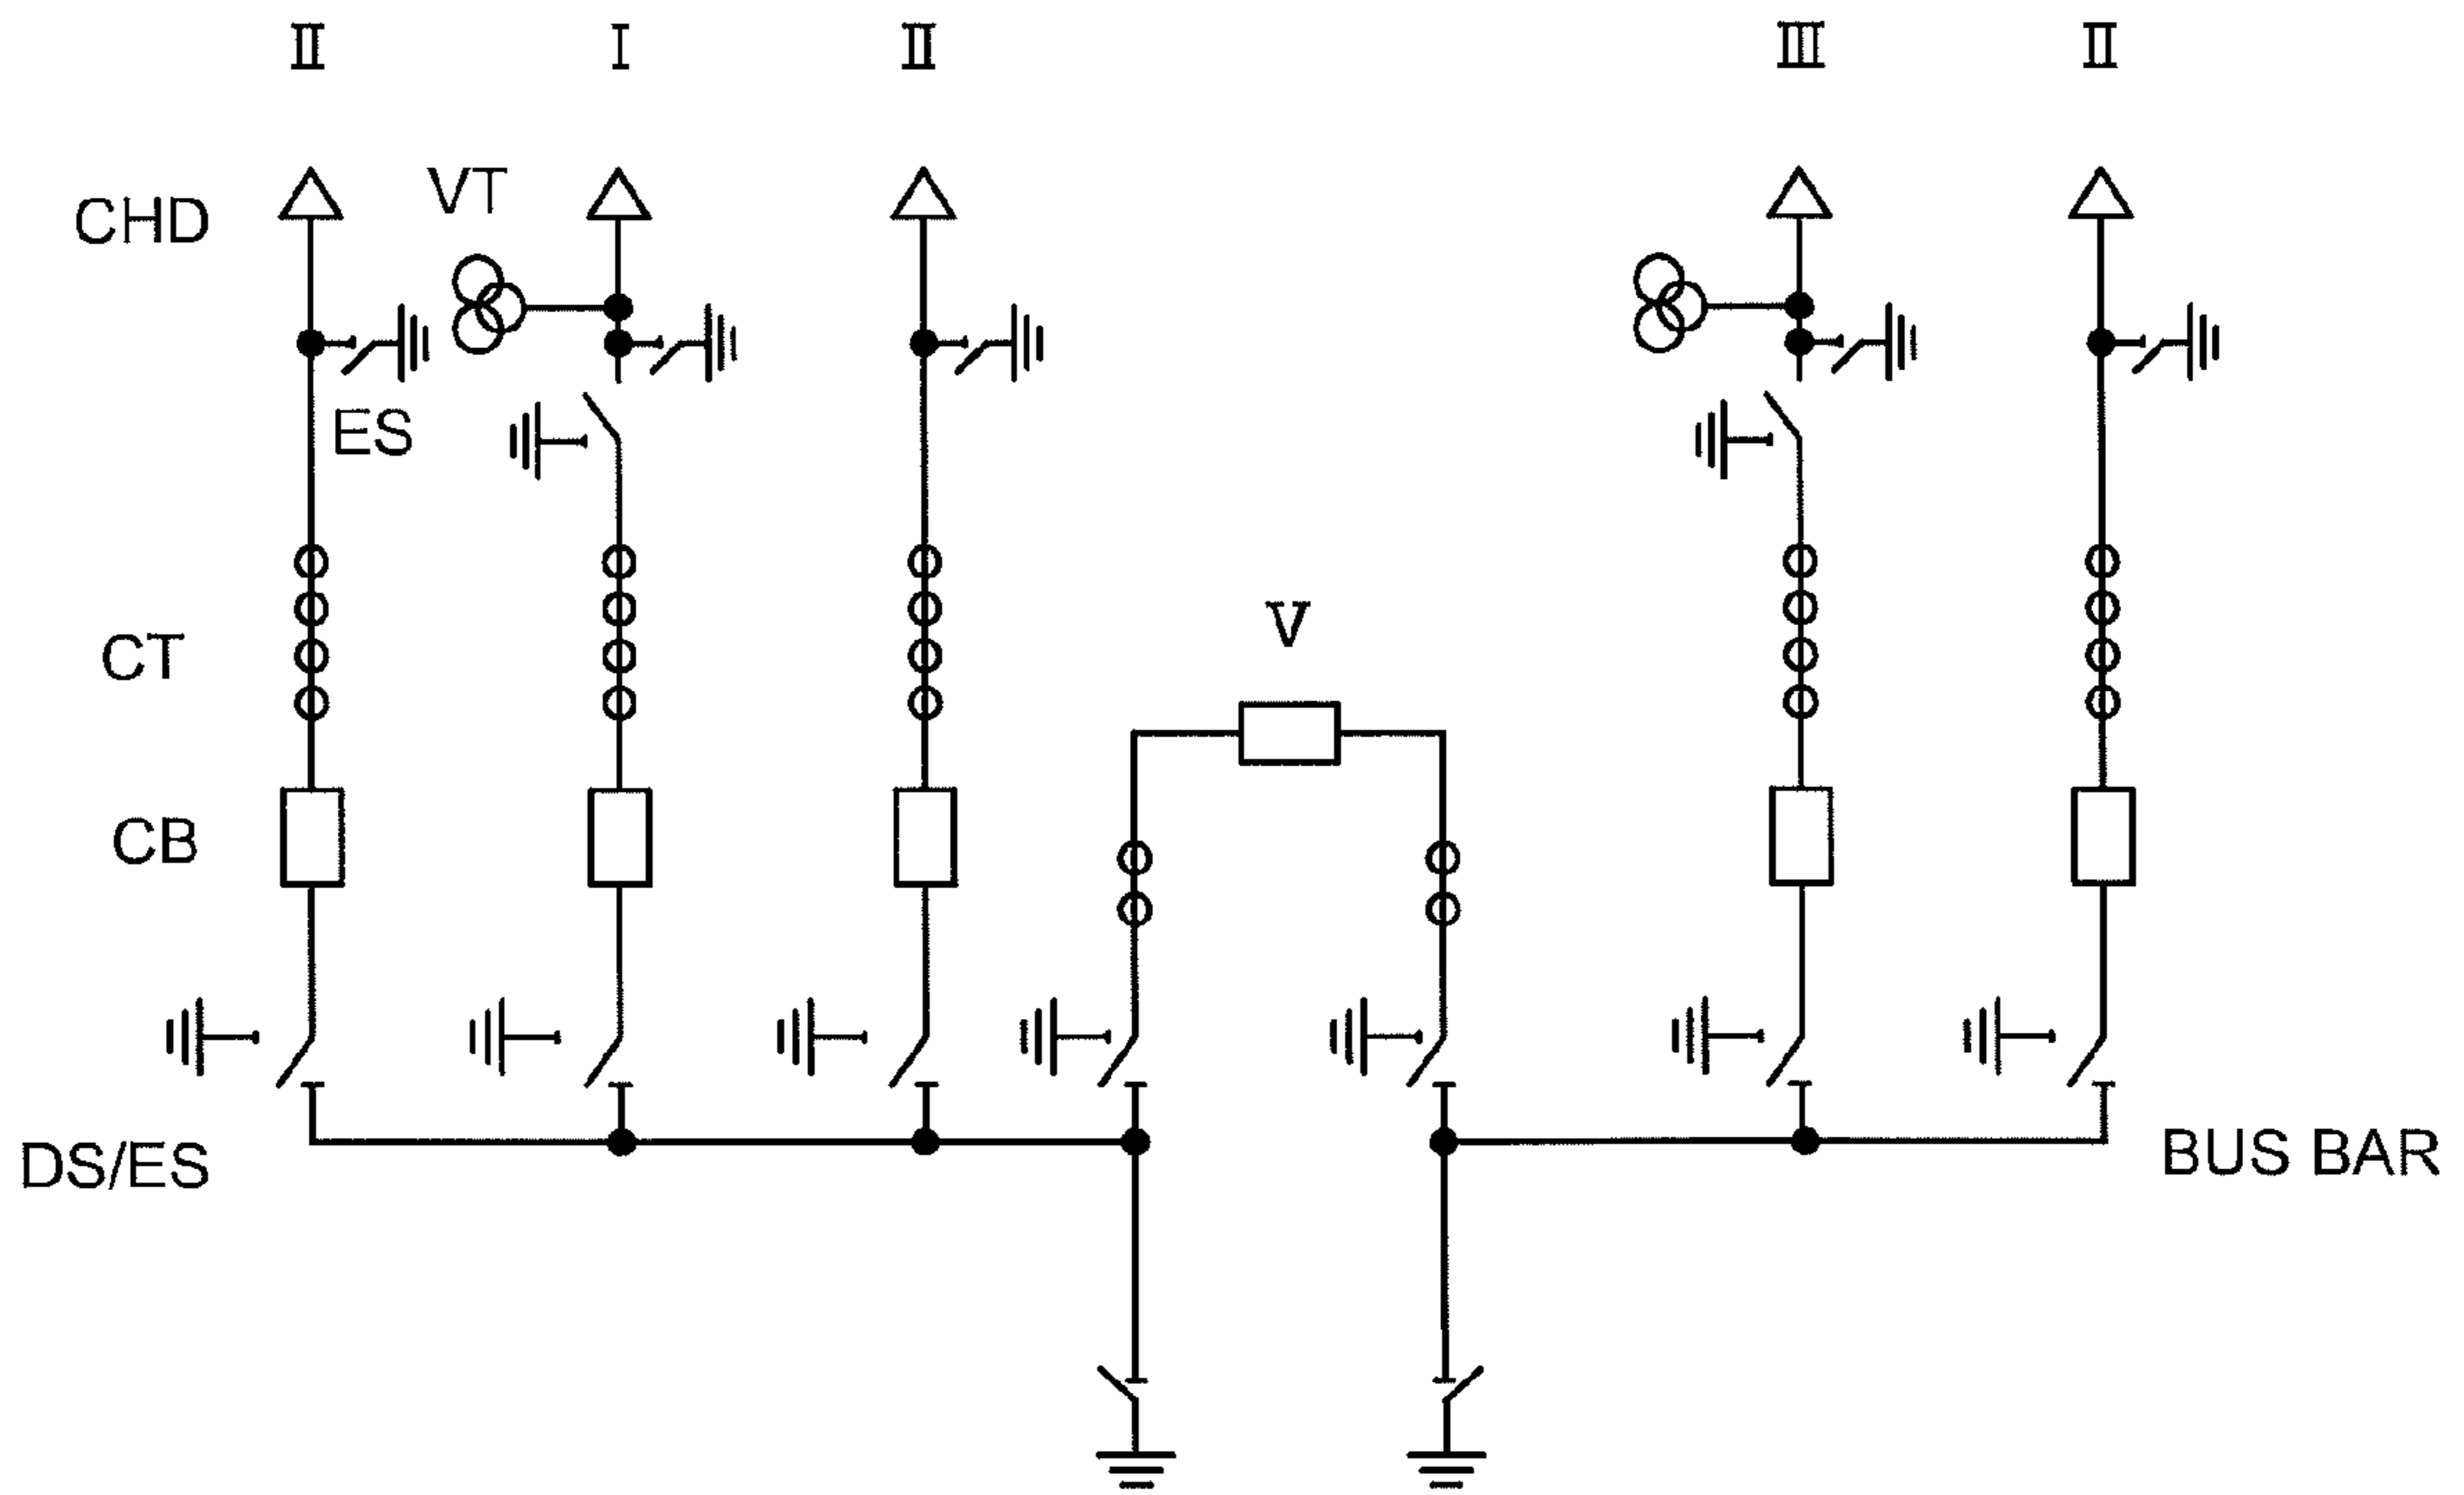 II I II III II
CHD VT
ES
CT V
CB
DS/ES BUS BAR